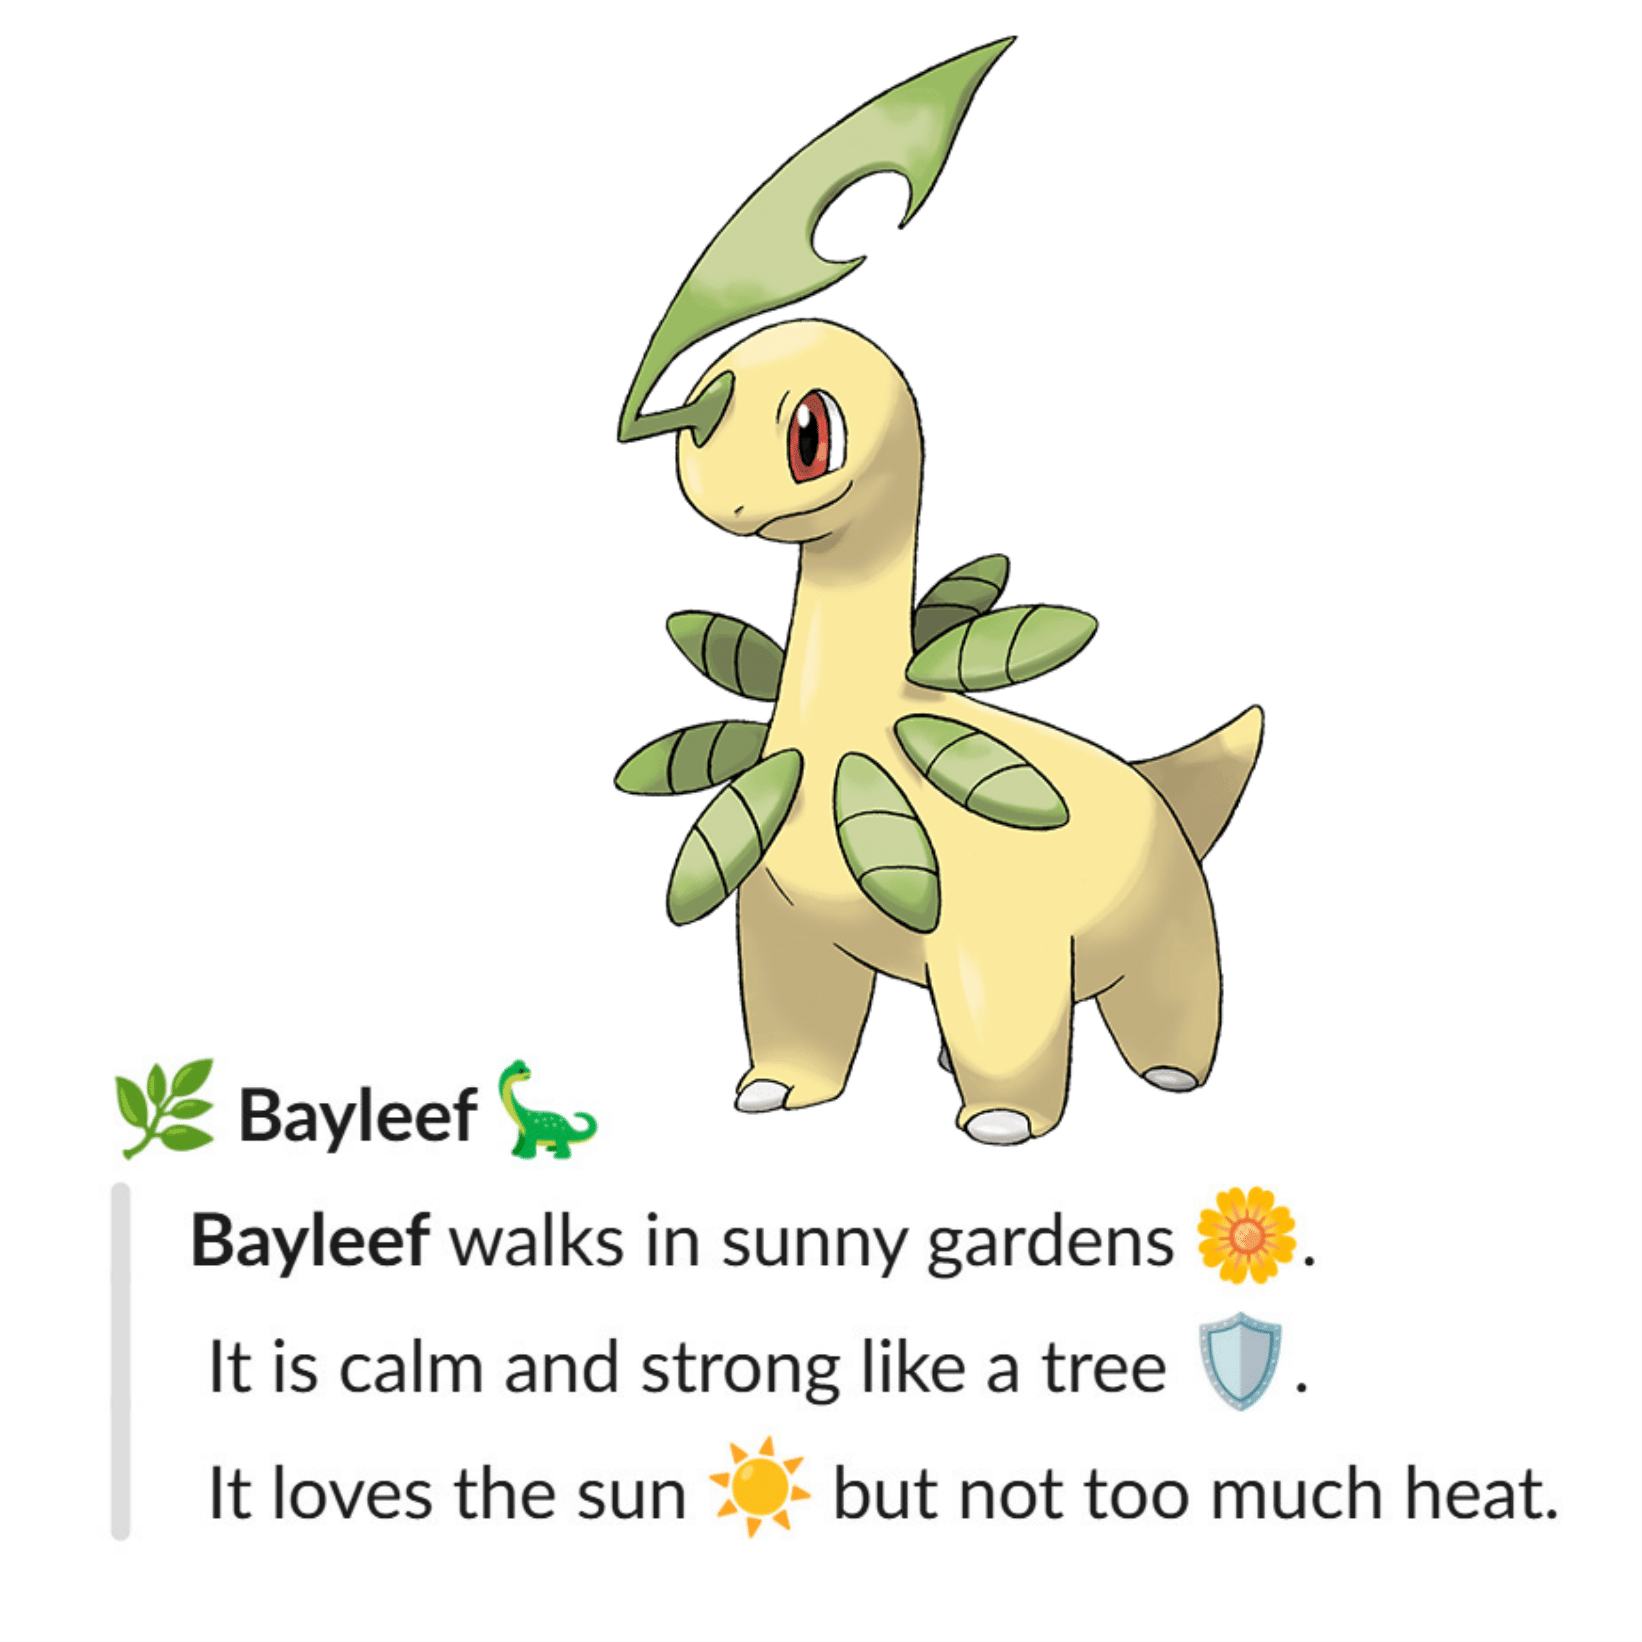 🌿 Bayleef 🦕
Bayleef walks in sunny gardens 🌼.
It is calm and strong like a tree 🛡️.
It loves the sun ☀️ but not too much heat.